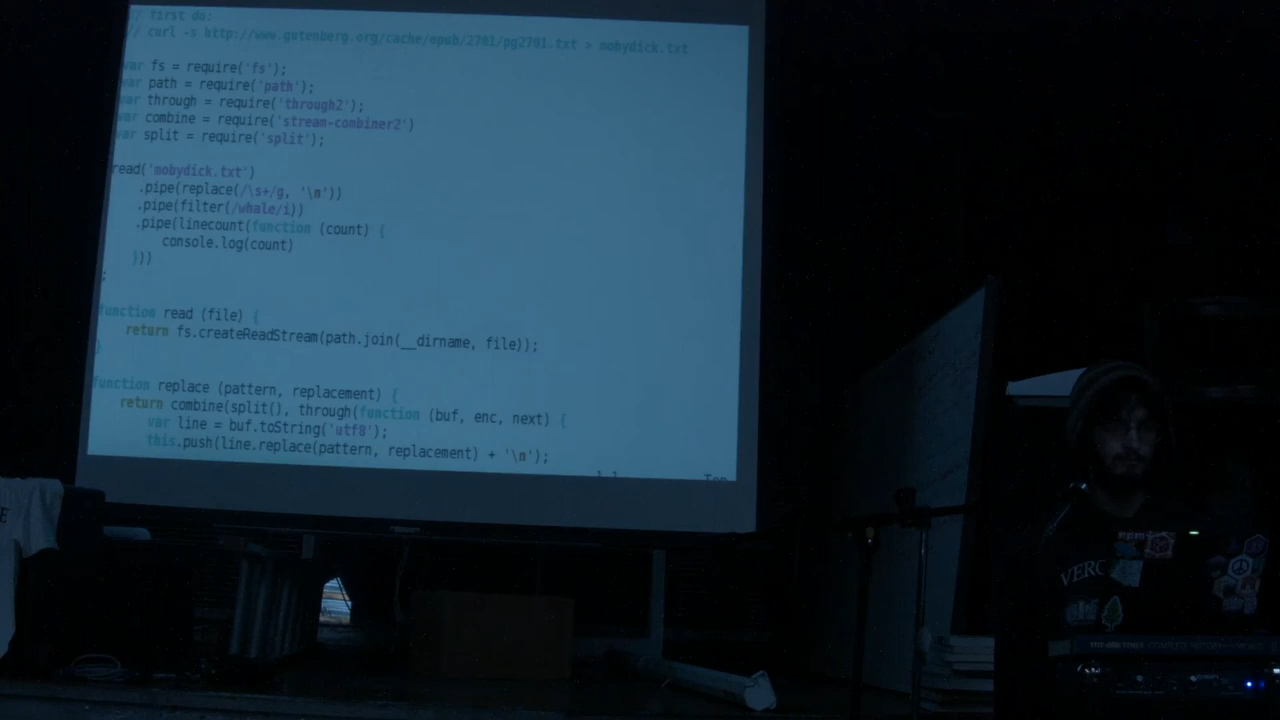 // first do:
// curl -s http://www.gutenberg.org/cache/epub/2701/pg2701.txt > mobydick.txt
var fs = require('fs');
var path = require('path');
var through = require('through2');
var combine = require('stream-combiner2')
var split = require('split');
read('mobydick.txt')
.pipe(replace(/\s+/g, '\n'))
.pipe(filter(/whale/i))
.pipe(linecount(function (count) {
console.log(count)
}))
;
function read (file) {
return fs.createReadStream(path.join(__dirname, file));
}
function replace (pattern, replacement) {
return combine(split(), through(function (buf, enc, next) {
var line = buf.toString('utf8');
this.push(line.replace(pattern, replacement) + '\n');